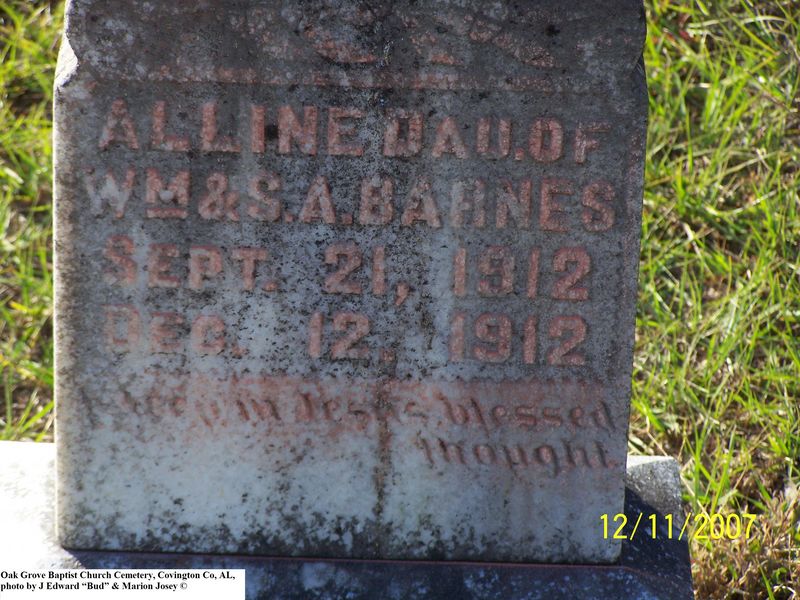 ALLINE DAU. OF
WM & S. A. BARNES
SEPT. 21, 1912
DEC. 12, 1912
Asleep in Jesus, blessed
thought.
12/11/2007
Oak Grove Baptist Church Cemetery, Covington Co, AL,
photo by J Edward “Bud” & Marion Josey ©